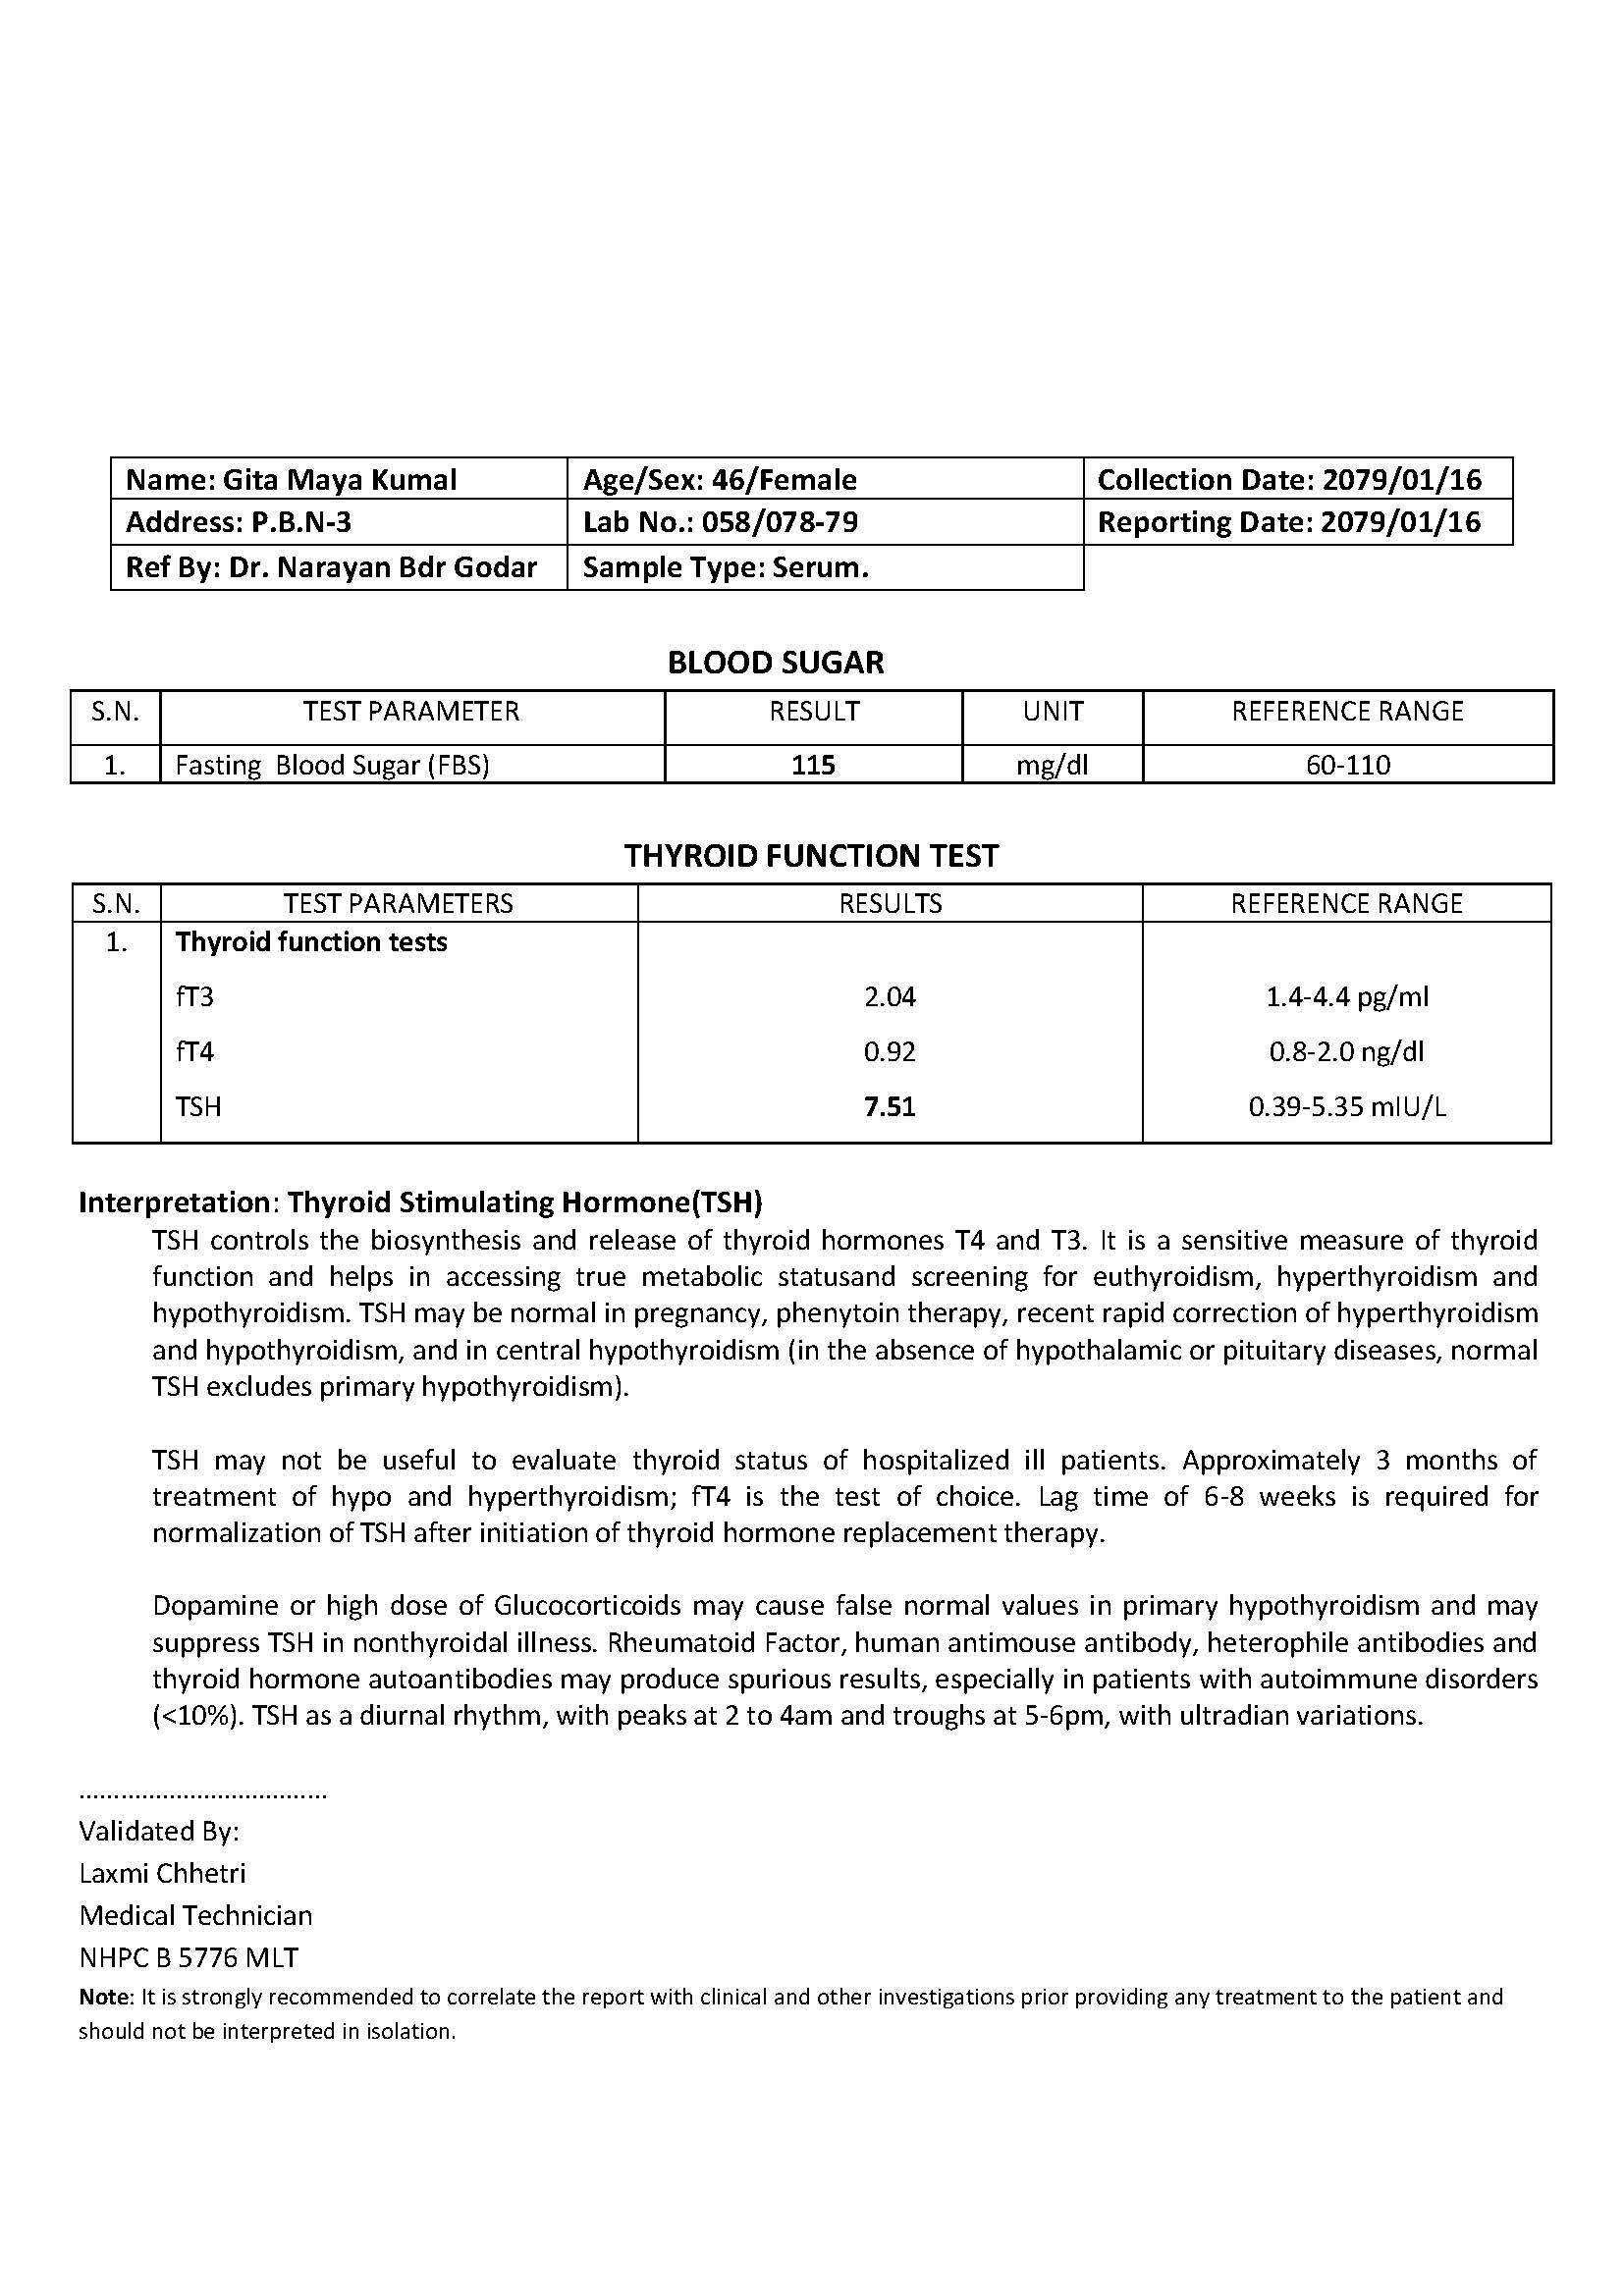 Name: Gita Maya Kumal Age/Sex: 46/Female Collection Date: 2079/01/16
Address: P.B.N-3 Lab No.: 058/078-79 Reporting Date: 2079/01/16
Ref By: Dr. Narayan Bdr Godar Sample Type: Serum.
BLOOD SUGAR
S.N. TEST PARAMETER RESULT UNIT REFERENCE RANGE
1. Fasting Blood Sugar (FBS) 115 mg/dl 60-110
THYROID FUNCTION TEST
S.N. TEST PARAMETERS RESULTS REFERENCE RANGE
1. Thyroid function tests
fT3 2.04 1.4-4.4 pg/ml
fT4 0.92 0.8-2.0 ng/dl
TSH 7.51 0.39-5.35 mIU/L
Interpretation: Thyroid Stimulating Hormone(TSH)
TSH controls the biosynthesis and release of thyroid hormones T4 and T3. It is a sensitive measure of thyroid
function and helps in accessing true metabolic statusand screening for euthyroidism, hyperthyroidism and
hypothyroidism. TSH may be normal in pregnancy, phenytoin therapy, recent rapid correction of hyperthyroidism
and hypothyroidism, and in central hypothyroidism (in the absence of hypothalamic or pituitary diseases, normal
TSH excludes primary hypothyroidism).
TSH may not be useful to evaluate thyroid status of hospitalized ill patients. Approximately 3 months of
treatment of hypo and hyperthyroidism; fT4 is the test of choice. Lag time of 6-8 weeks is required for
normalization of TSH after initiation of thyroid hormone replacement therapy.
Dopamine or high dose of Glucocorticoids may cause false normal values in primary hypothyroidism and may
suppress TSH in nonthyroidal illness. Rheumatoid Factor, human antimouse antibody, heterophile antibodies and
thyroid hormone autoantibodies may produce spurious results, especially in patients with autoimmune disorders
(<10%). TSH as a diurnal rhythm, with peaks at 2 to 4am and troughs at 5-6pm, with ultradian variations.
....................................
Validated By:
Laxmi Chhetri
Medical Technician
NHPC B 5776 MLT
Note: It is strongly recommended to correlate the report with clinical and other investigations prior providing any treatment to the patient and
should not be interpreted in isolation.